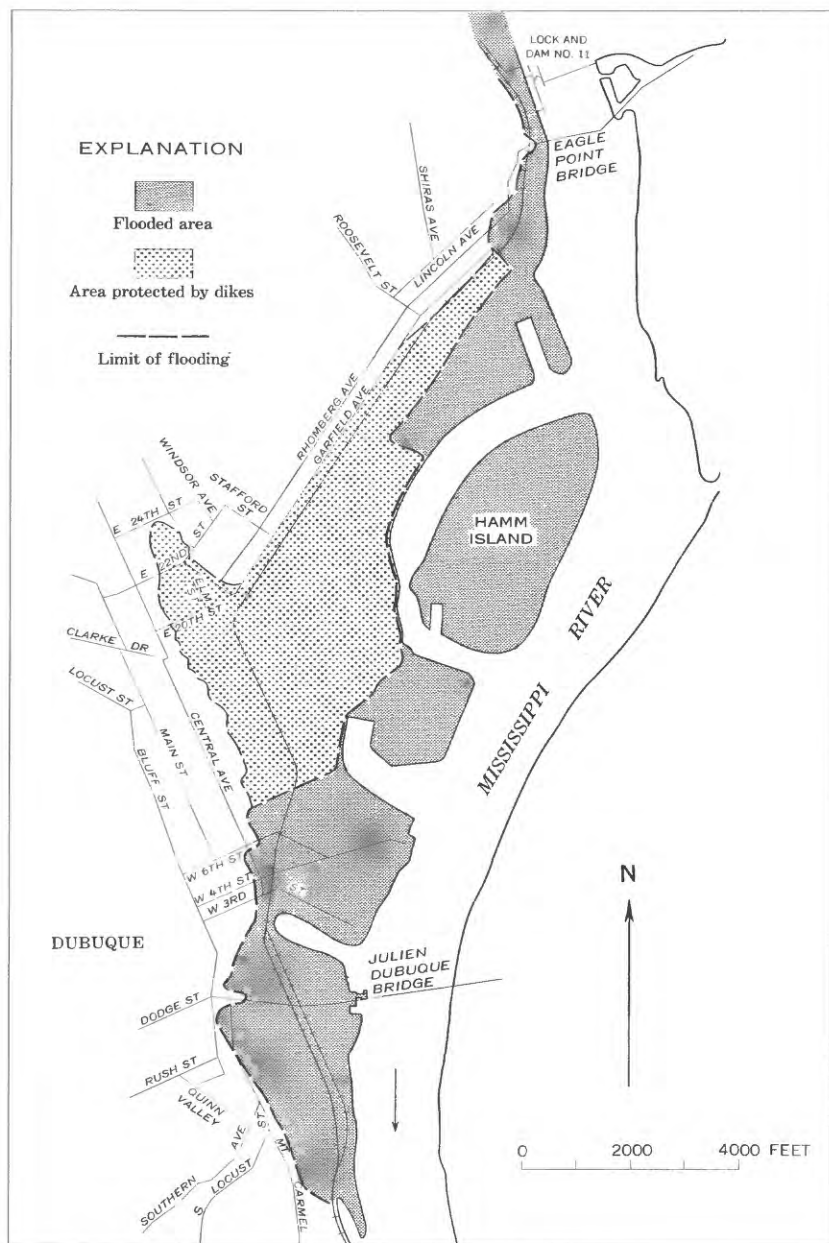 LOCK AND
DAM NO. 11
EAGLE
POINT
BRIDGE
EXPLANATION
Flooded area
Area protected by dikes
Limit of flooding
SHIRAS AVE
ROOSEVELT ST
LINCOLN AVE
RHOMBERG AVE
GARFIELD AVE
WINDSOR AVE
STAFFORD
ST
E 24TH ST
E 22ND ST
ELM
ST
E 20TH ST
HAMM
ISLAND
CLARKE DR
LOCUST ST
MAIN ST
BLUFF ST
CENTRAL AVE
MISSISSIPPI RIVER
W 6TH ST
W 4TH ST
W 3RD ST
N
DUBUQUE
JULIEN
DUBUQUE
BRIDGE
DODGE ST
RUSH ST
QUINN
VALLEY
SOUTHERN AVE
S LOCUST ST
MT CARMEL
0 2000 4000 FEET